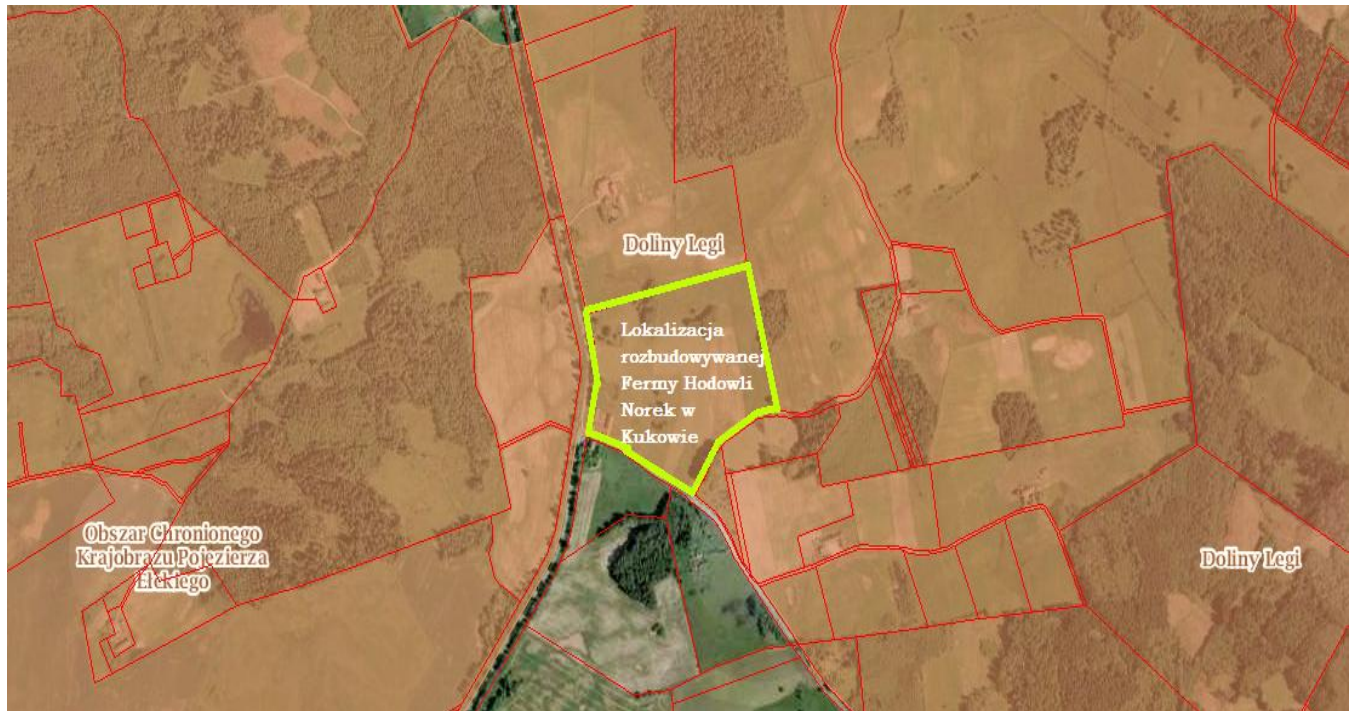 Doliny Legi
Lokalizacja
rozbudowywanej
Fermy Hodowli
Norek w
Kukowie
Obszar Chronionego
Krajobrazu Pojezierza
Ełckiego
Doliny Legi